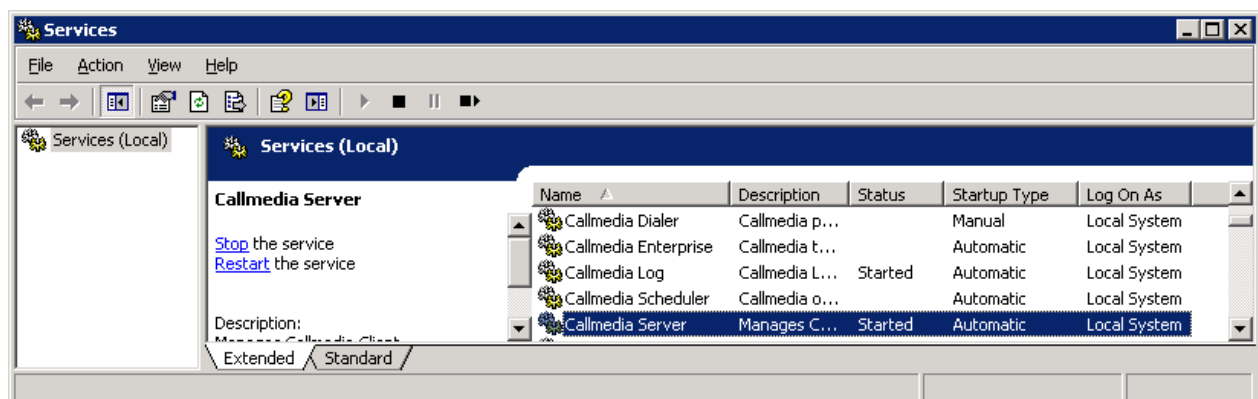 Services
File Action View Help
Services (Local)
Services (Local)
Callmedia Server
Stop the service
Restart the service
Description:
Name Description Status Startup Type Log On As
Callmedia Dialer Callmedia p... Manual Local System
Callmedia Enterprise Callmedia t... Automatic Local System
Callmedia Log Callmedia L... Started Automatic Local System
Callmedia Scheduler Callmedia o... Automatic Local System
Callmedia Server Manages C... Started Automatic Local System
Extended Standard